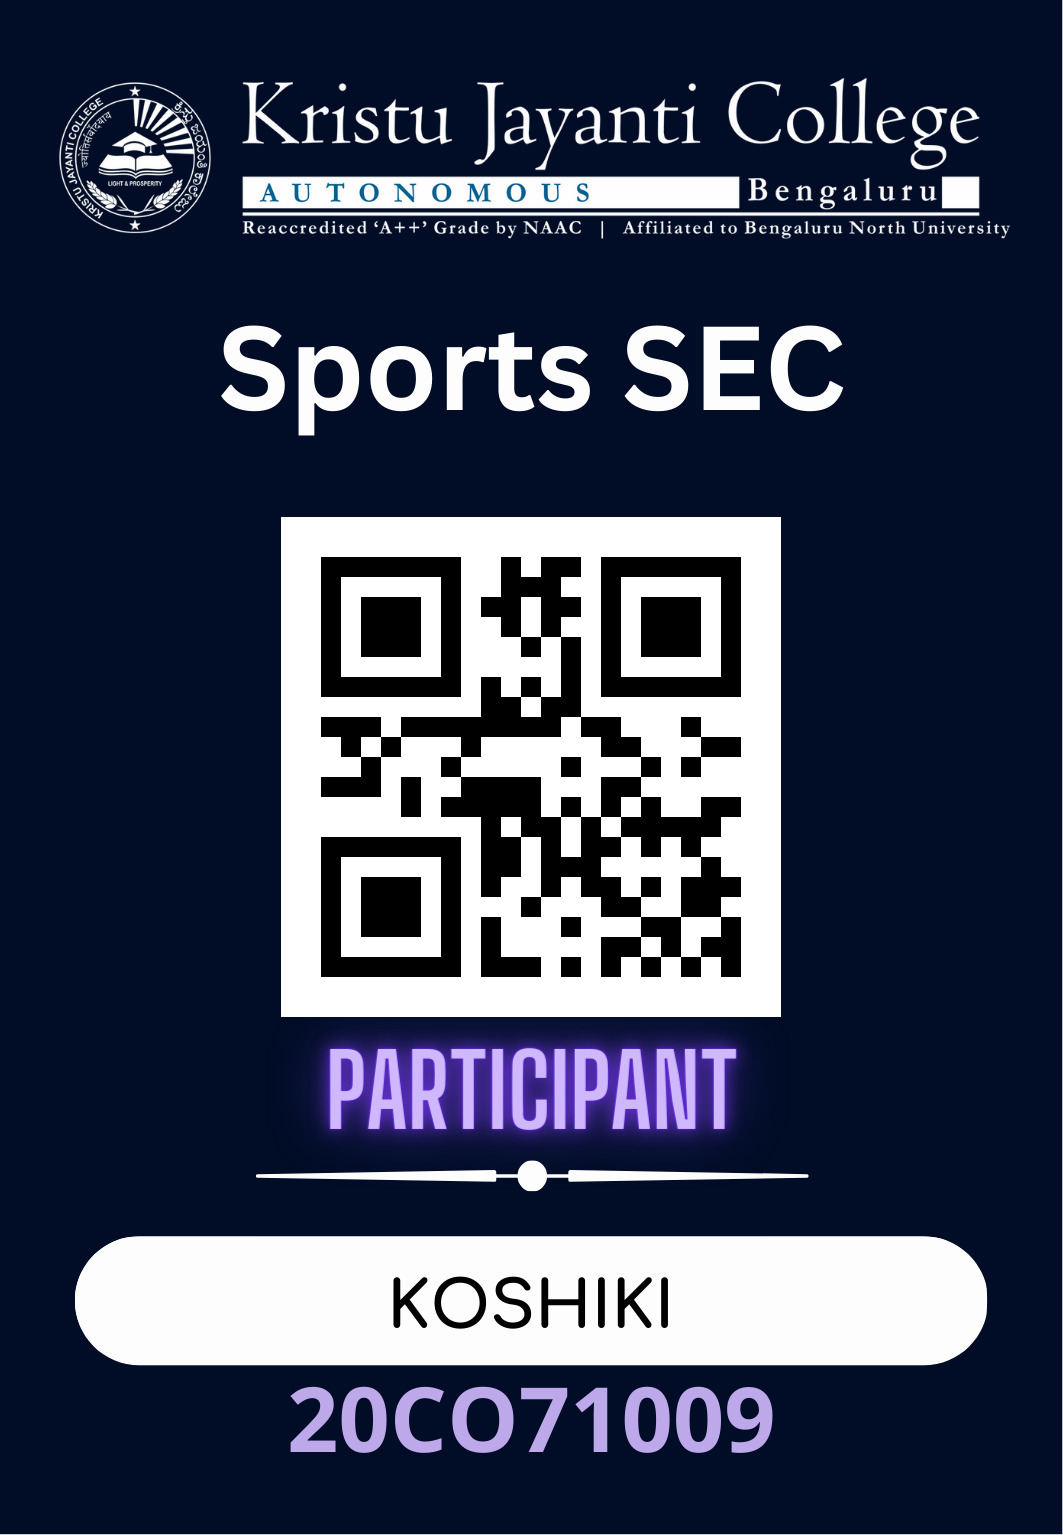 KRISTU JAYANTI COLLEGE
LIGHT & PROSPERITY
Kristu Jayanti College
AUTONOMOUS Bengaluru
Reaccredited ‘A++’ Grade by NAAC | Affiliated to Bengaluru North University
Sports SEC
PARTICIPANT
KOSHIKI
20CO71009